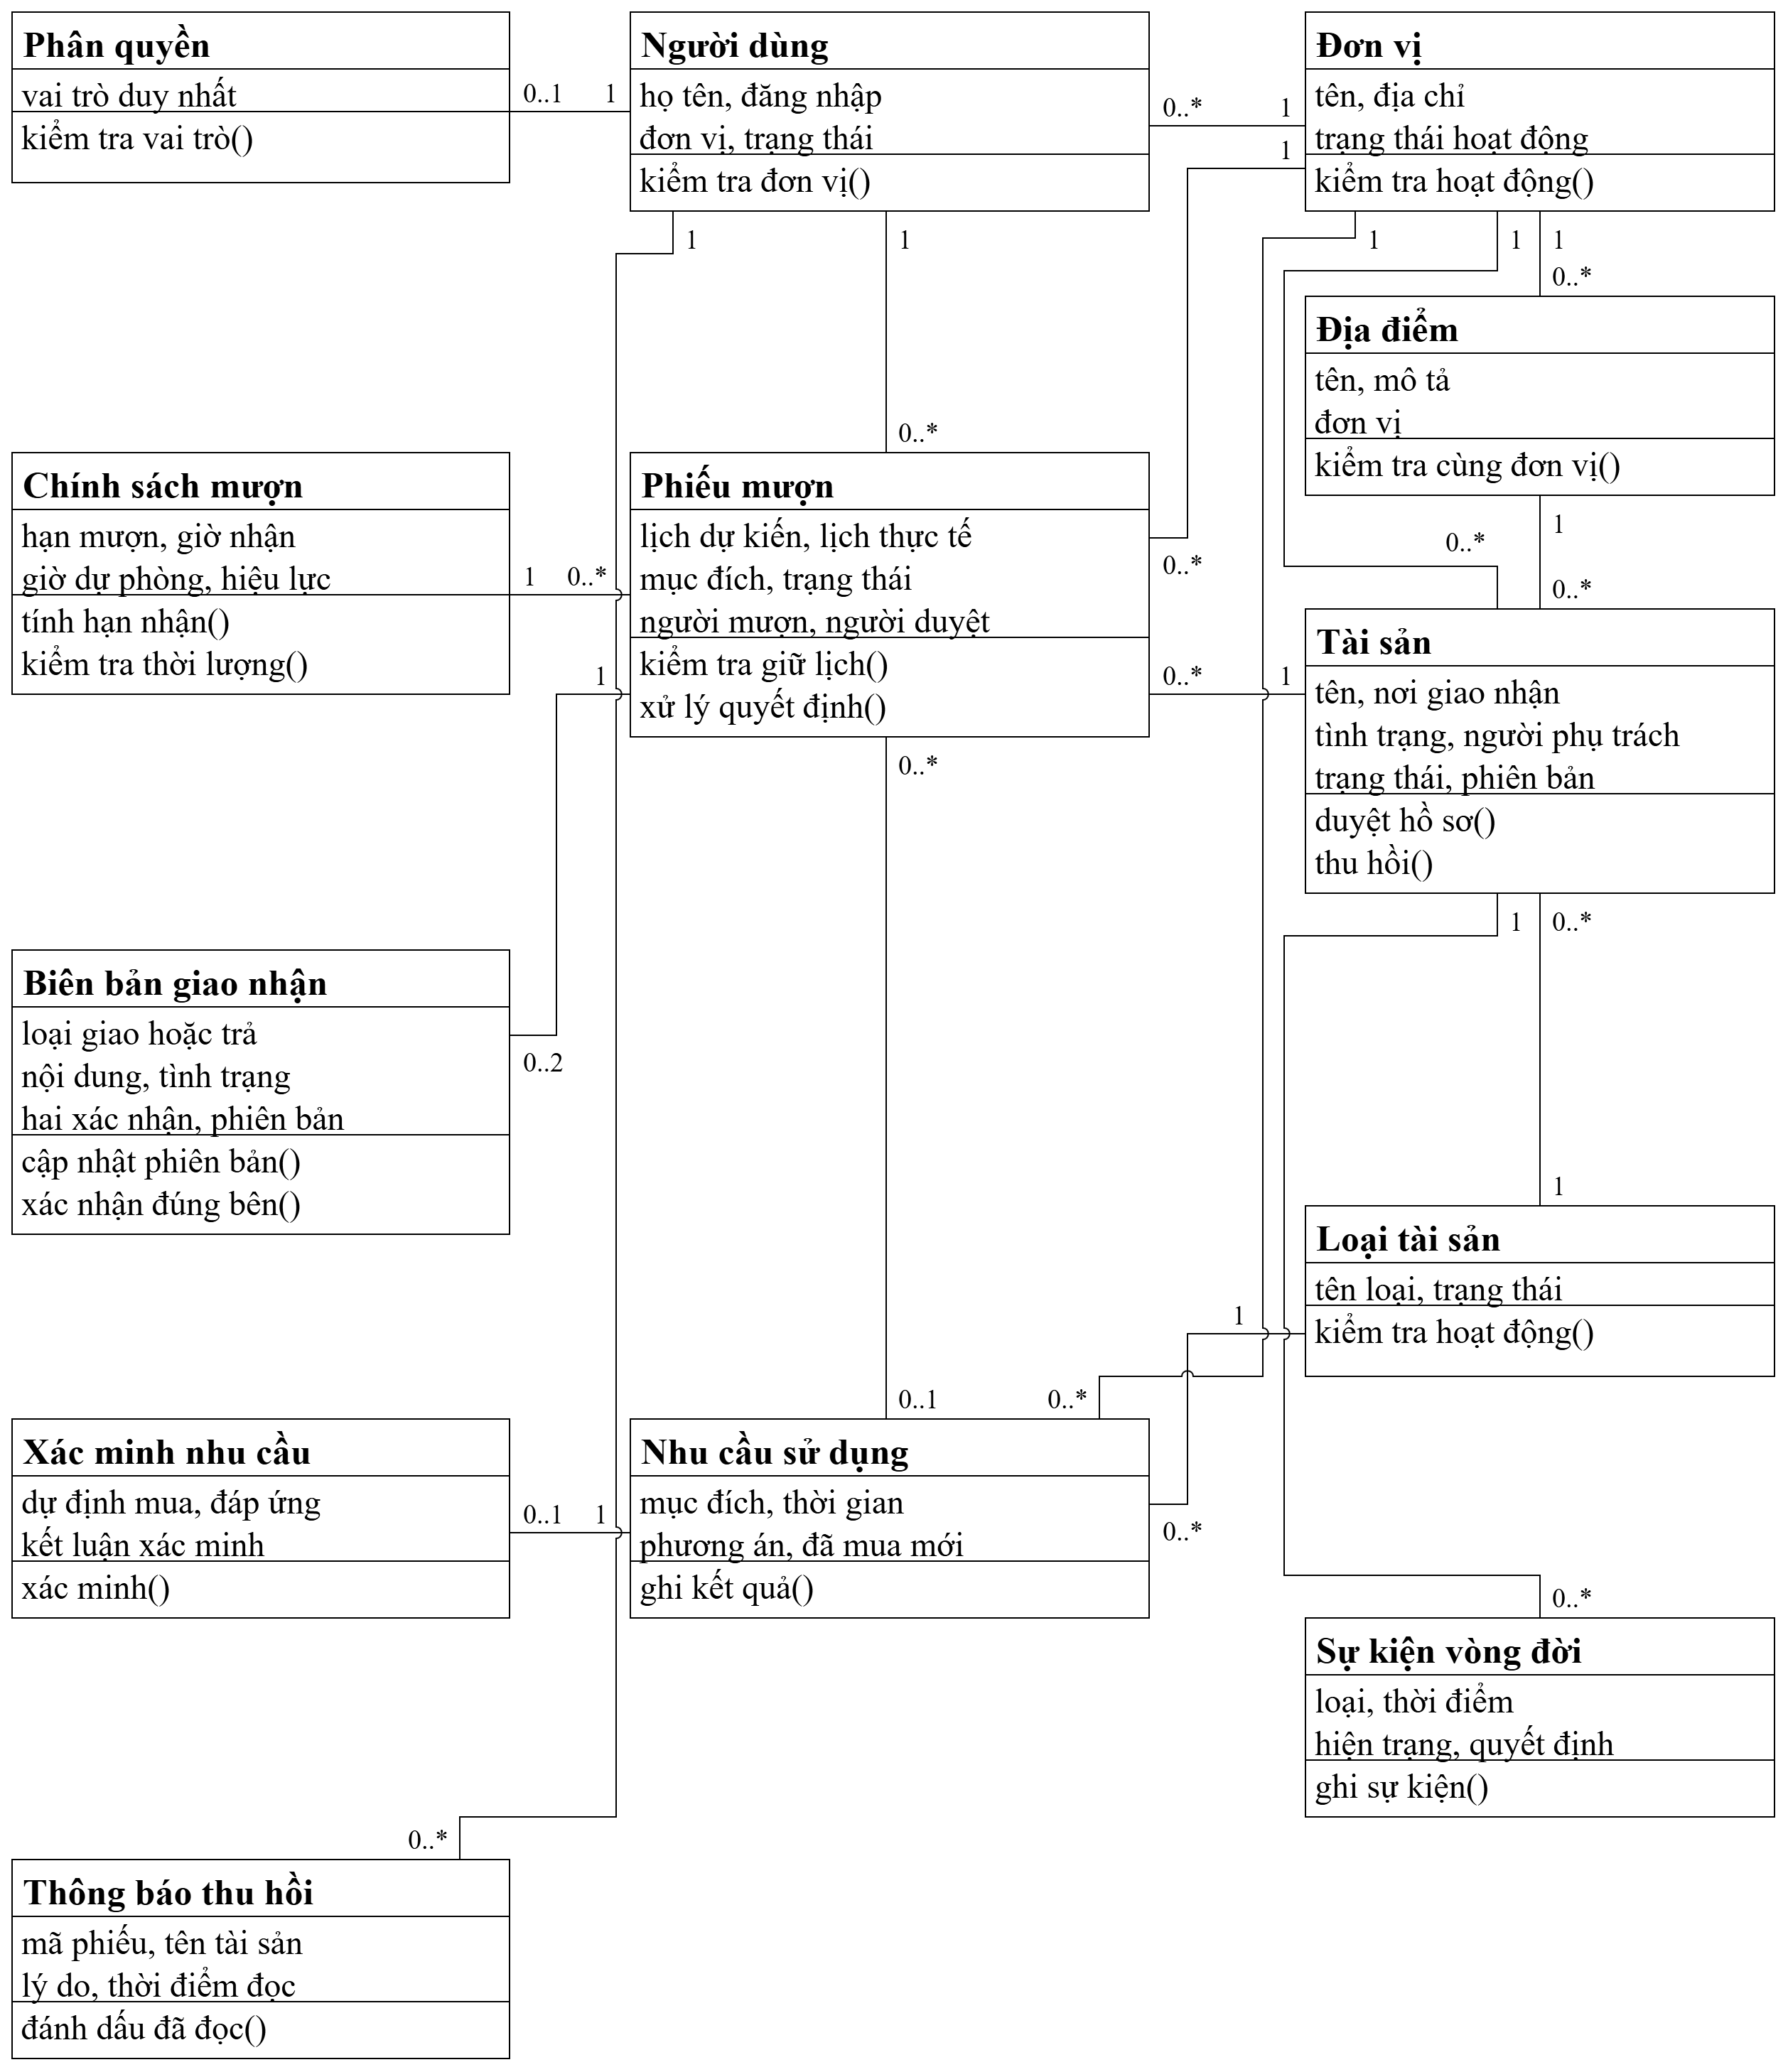 Phân quyền
vai trò duy nhất
kiểm tra vai trò()
0..1
1
Người dùng
họ tên, đăng nhập
đơn vị, trạng thái
kiểm tra đơn vị()
0..*
1
1
Đơn vị
tên, địa chỉ
trạng thái hoạt động
kiểm tra hoạt động()
1
1
1
1
1
0..*
Địa điểm
tên, mô tả
đơn vị
kiểm tra cùng đơn vị()
0..*
1
0..*
0..*
Chính sách mượn
hạn mượn, giờ nhận
giờ dự phòng, hiệu lực
tính hạn nhận()
kiểm tra thời lượng()
1
0..*
1
Phiếu mượn
lịch dự kiến, lịch thực tế
mục đích, trạng thái
người mượn, người duyệt
kiểm tra giữ lịch()
xử lý quyết định()
0..*
0..*
1
0..*
Tài sản
tên, nơi giao nhận
tình trạng, người phụ trách
trạng thái, phiên bản
duyệt hồ sơ()
thu hồi()
1
0..*
Biên bản giao nhận
loại giao hoặc trả
nội dung, tình trạng
hai xác nhận, phiên bản
cập nhật phiên bản()
xác nhận đúng bên()
0..2
1
Loại tài sản
tên loại, trạng thái
kiểm tra hoạt động()
1
0..1
0..*
Xác minh nhu cầu
dự định mua, đáp ứng
kết luận xác minh
xác minh()
0..1
1
Nhu cầu sử dụng
mục đích, thời gian
phương án, đã mua mới
ghi kết quả()
0..*
0..*
Sự kiện vòng đời
loại, thời điểm
hiện trạng, quyết định
ghi sự kiện()
0..*
Thông báo thu hồi
mã phiếu, tên tài sản
lý do, thời điểm đọc
đánh dấu đã đọc()